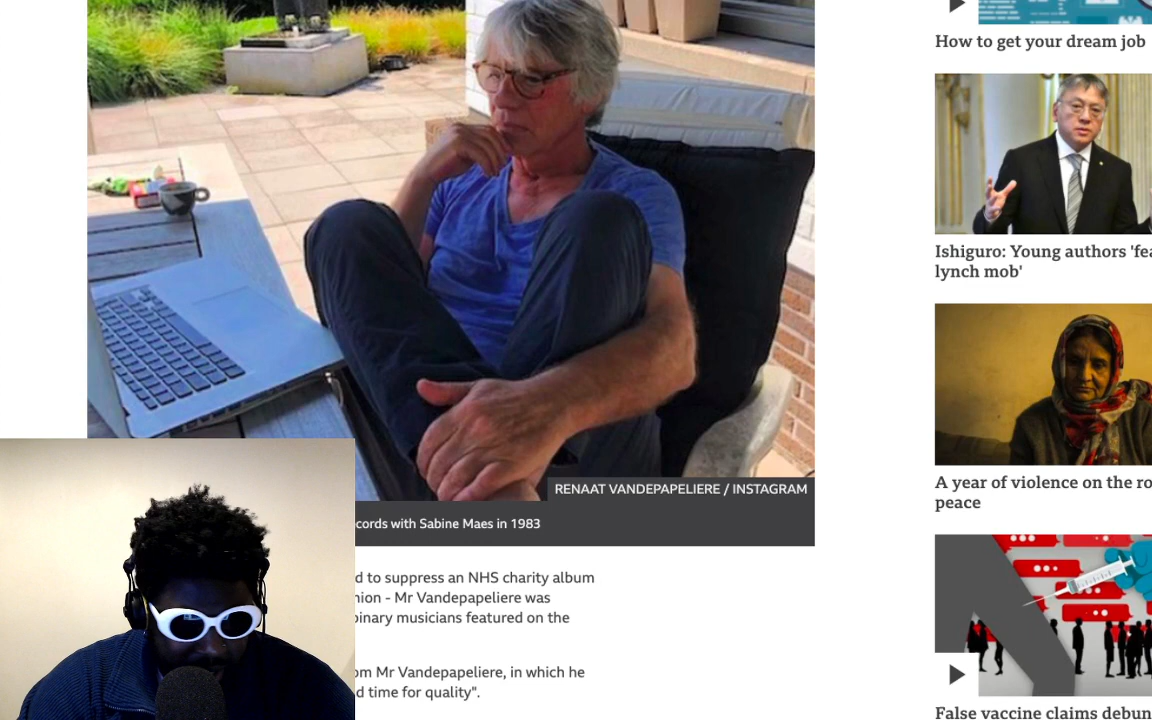 RENAAT VANDEPAPELIERE / INSTAGRAM
cords with Sabine Maes in 1983
d to suppress an NHS charity album
nion - Mr Vandepapeliere was
binary musicians featured on the
om Mr Vandepapeliere, in which he
d time for quality".
How to get your dream job
Ishiguro: Young authors 'fea
lynch mob'
A year of violence on the ro
peace
False vaccine claims debun